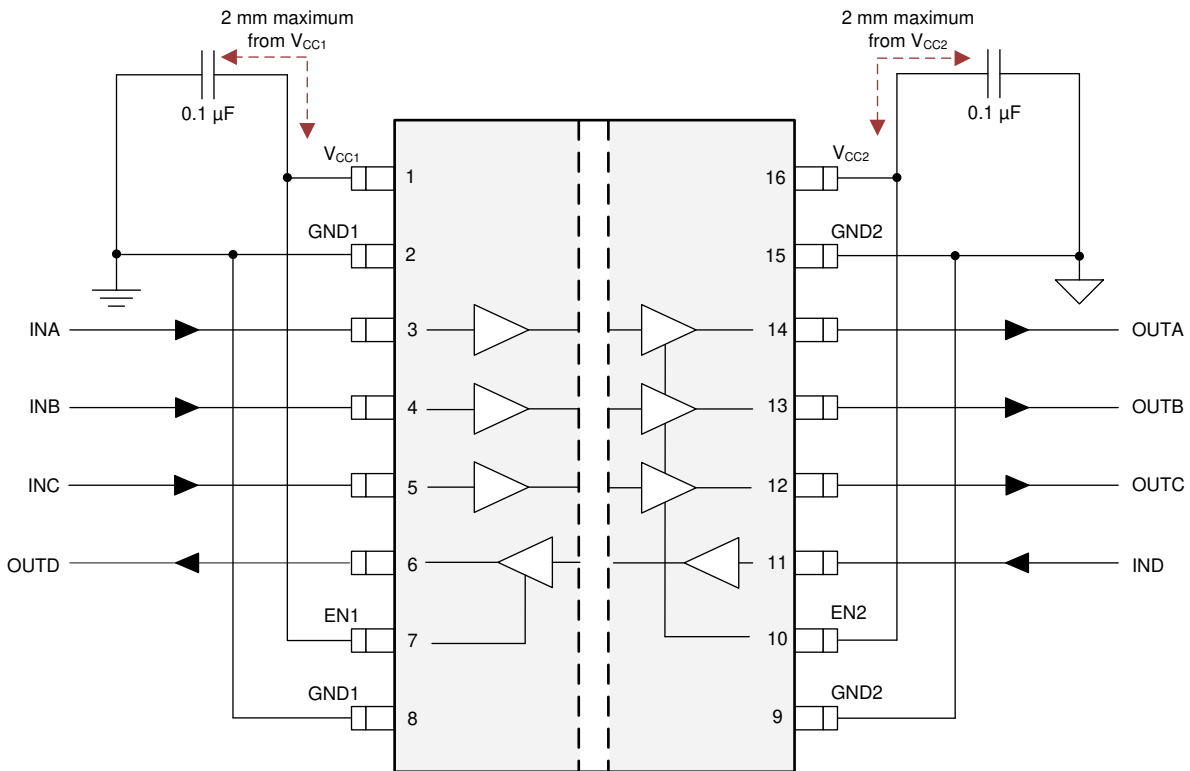 2 mm maximum
from VCC1
2 mm maximum
from VCC2
0.1 µF
0.1 µF
VCC1
1
16
VCC2
GND1
2
15
GND2
INA
3
14
OUTA
INB
4
13
OUTB
INC
5
12
OUTC
OUTD
6
11
IND
EN1
7
10
EN2
GND1
8
9
GND2